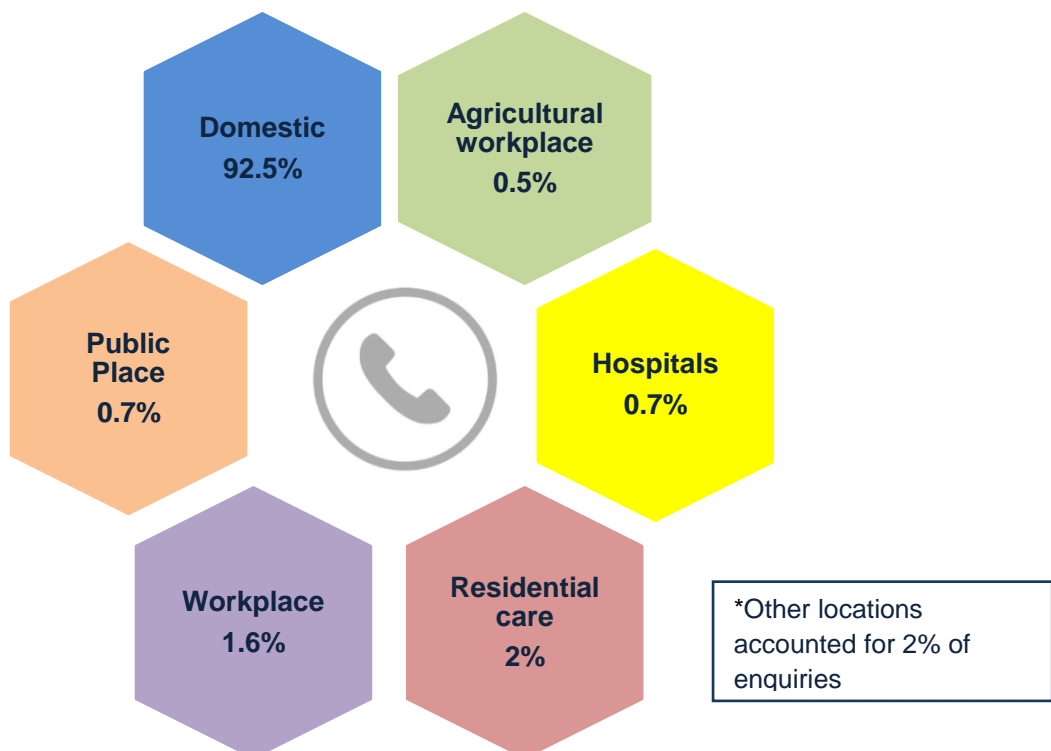 Domestic
92.5%
Agricultural
workplace
0.5%
Public
Place
0.7%
Hospitals
0.7%
Workplace
1.6%
Residential
care
2%
*Other locations
accounted for 2% of
enquiries